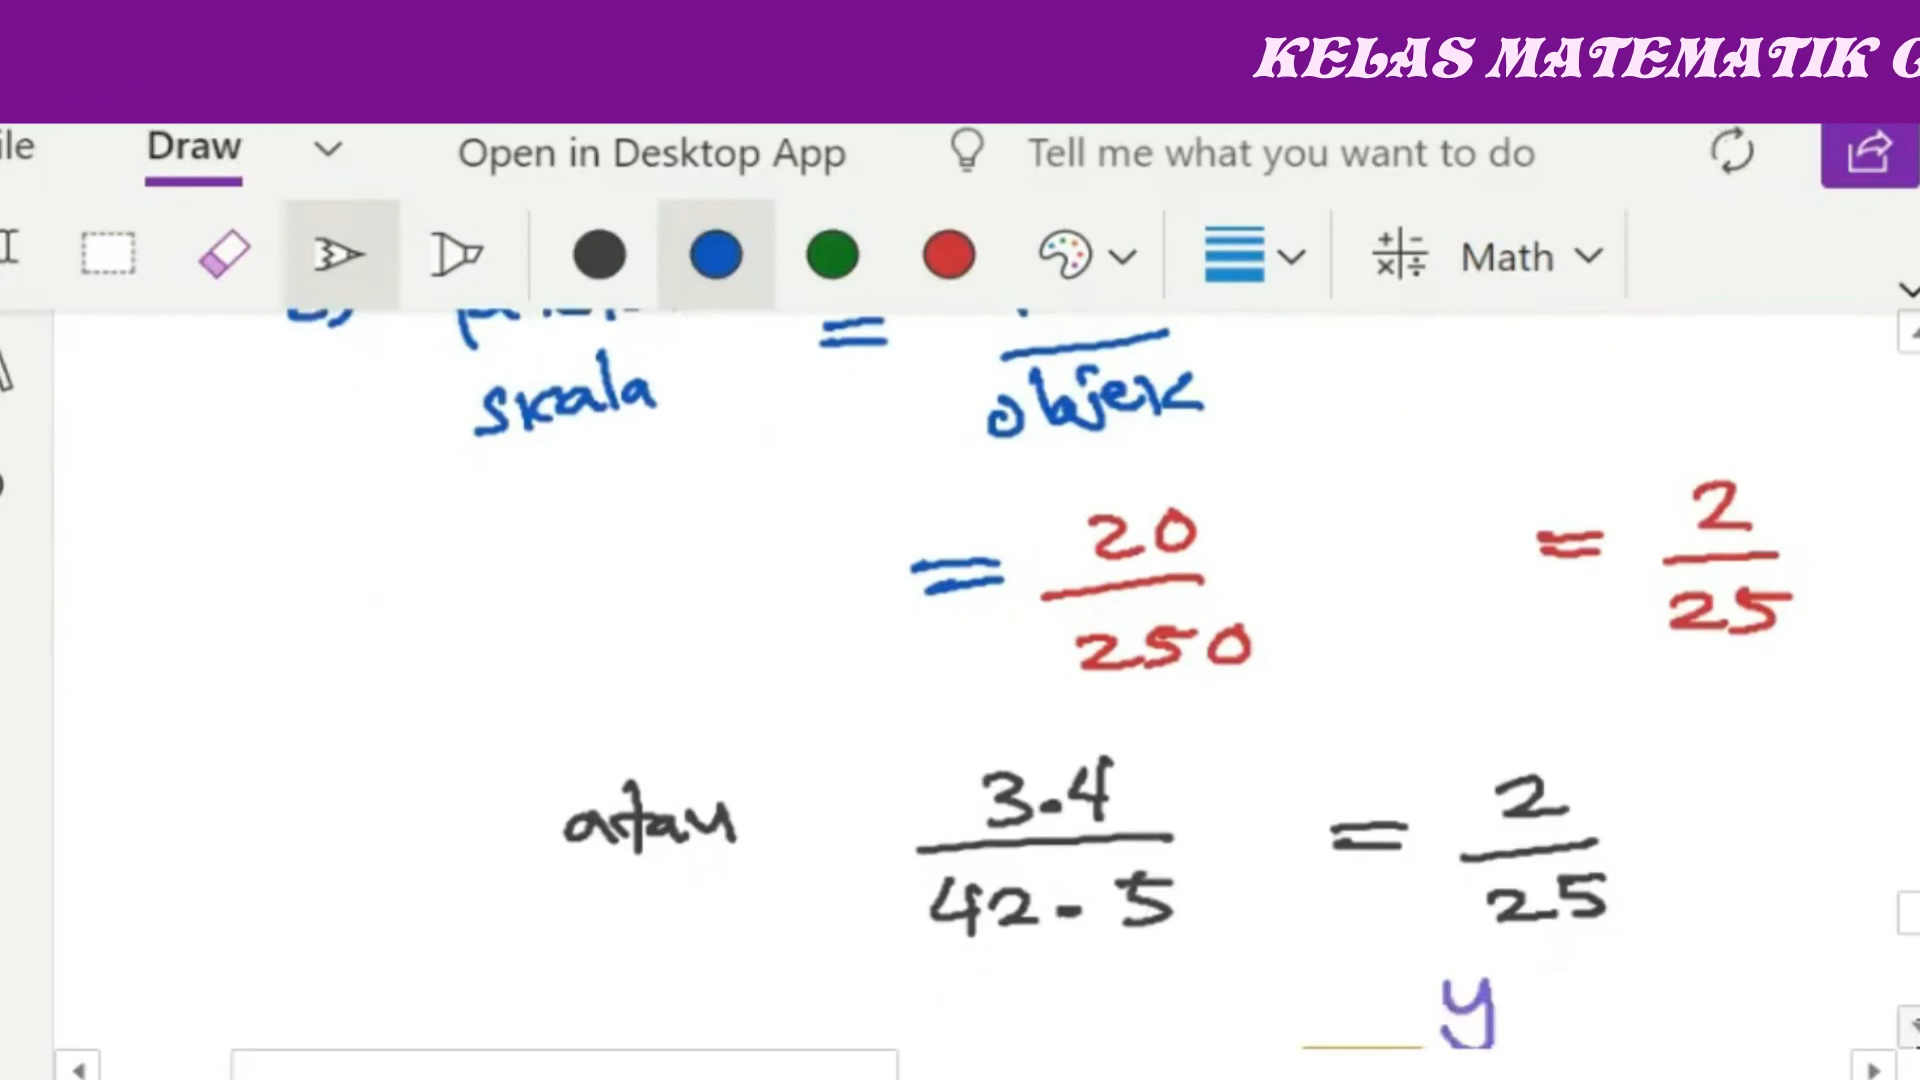 KELAS MATEMATIK
Draw
Open in Desktop App
Tell me what you want to do
Math
=
skala
objek
= 20/250 = 2/25
atau 3.4/42.5 = 2/25
y